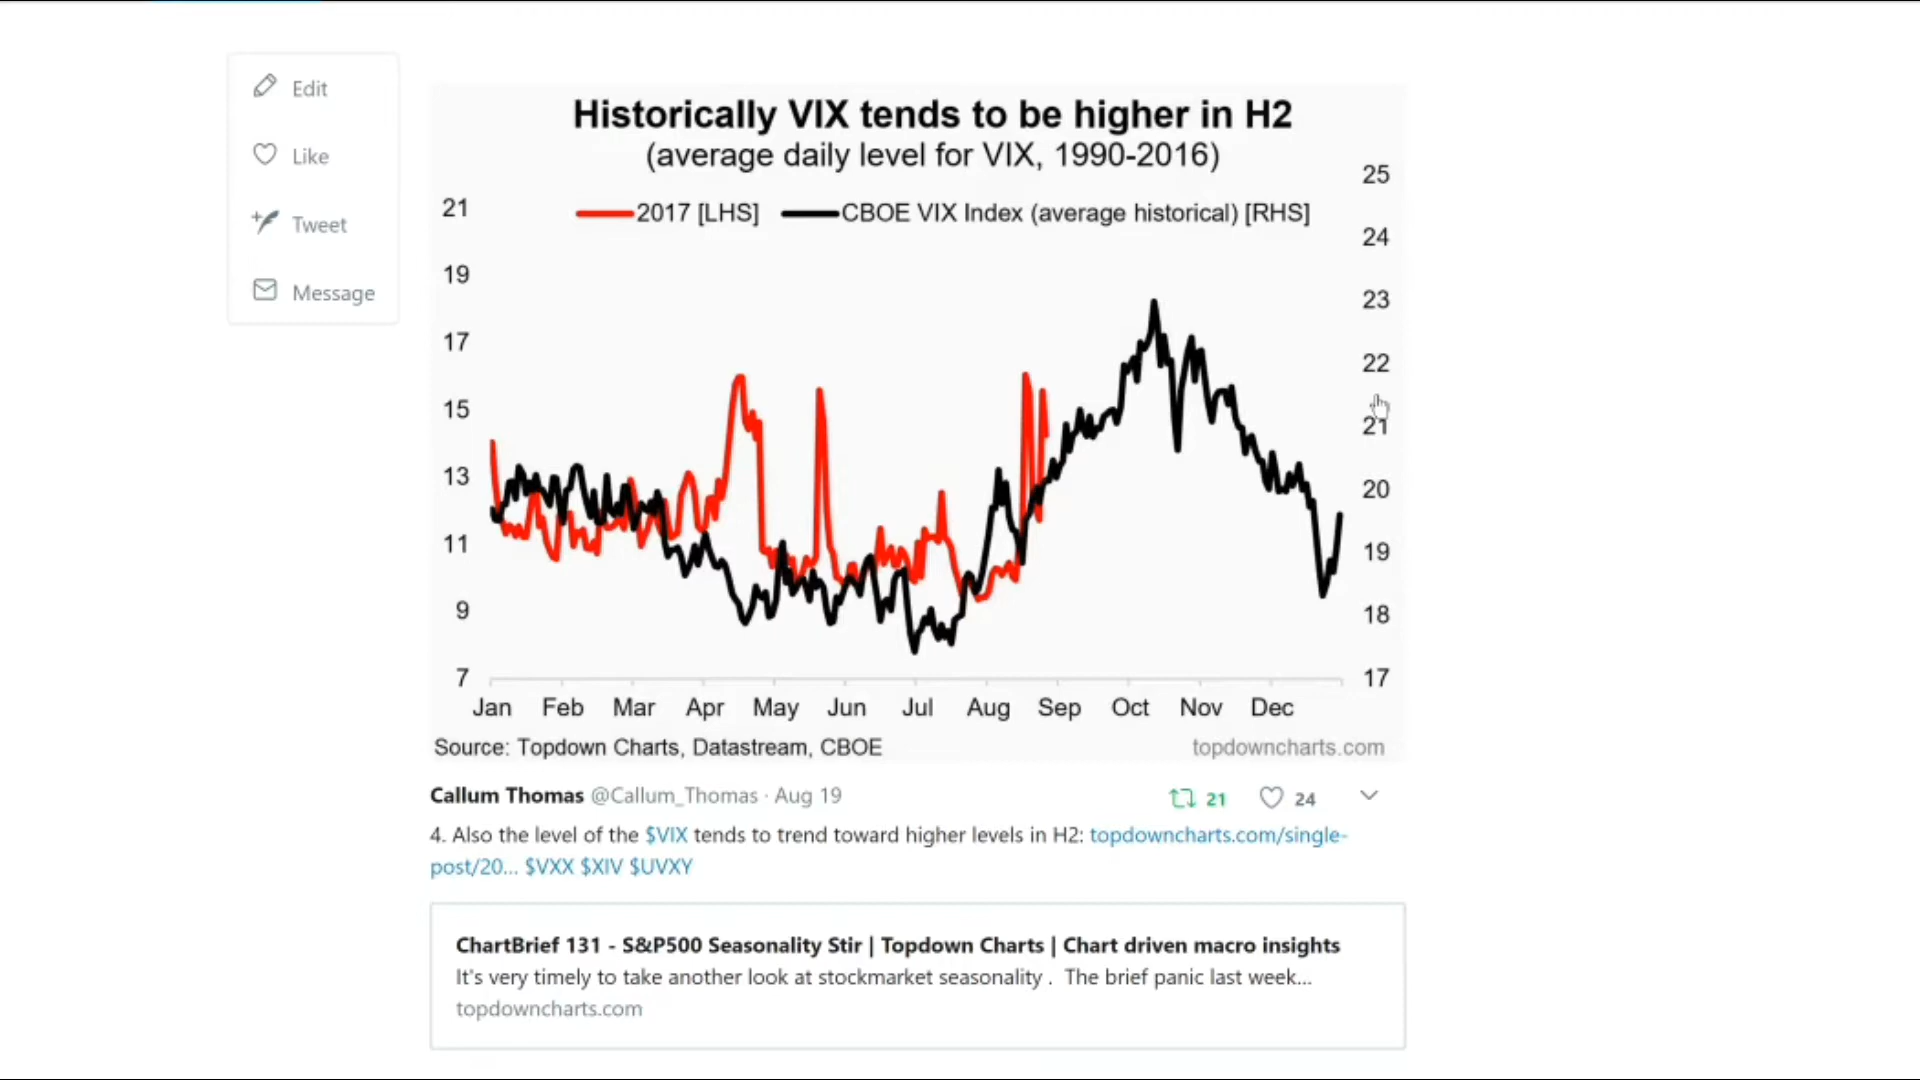 Edit
Like
Tweet
Message
Historically VIX tends to be higher in H2
(average daily level for VIX, 1990-2016)
2017 [LHS] CBOE VIX Index (average historical) [RHS]
21
19
17
15
13
11
9
7
25
24
23
22
21
20
19
18
17
Jan Feb Mar Apr May Jun Jul Aug Sep Oct Nov Dec
Source: Topdown Charts, Datastream, CBOE topdowncharts.com
Callum Thomas @Callum_Thomas · Aug 19 21 24
4. Also the level of the $VIX tends to trend toward higher levels in H2: topdowncharts.com/single-
post/20... $VXX $XIV $UVXY
ChartBrief 131 - S&P500 Seasonality Stir | Topdown Charts | Chart driven macro insights
It's very timely to take another look at stockmarket seasonality . The brief panic last week...
topdowncharts.com